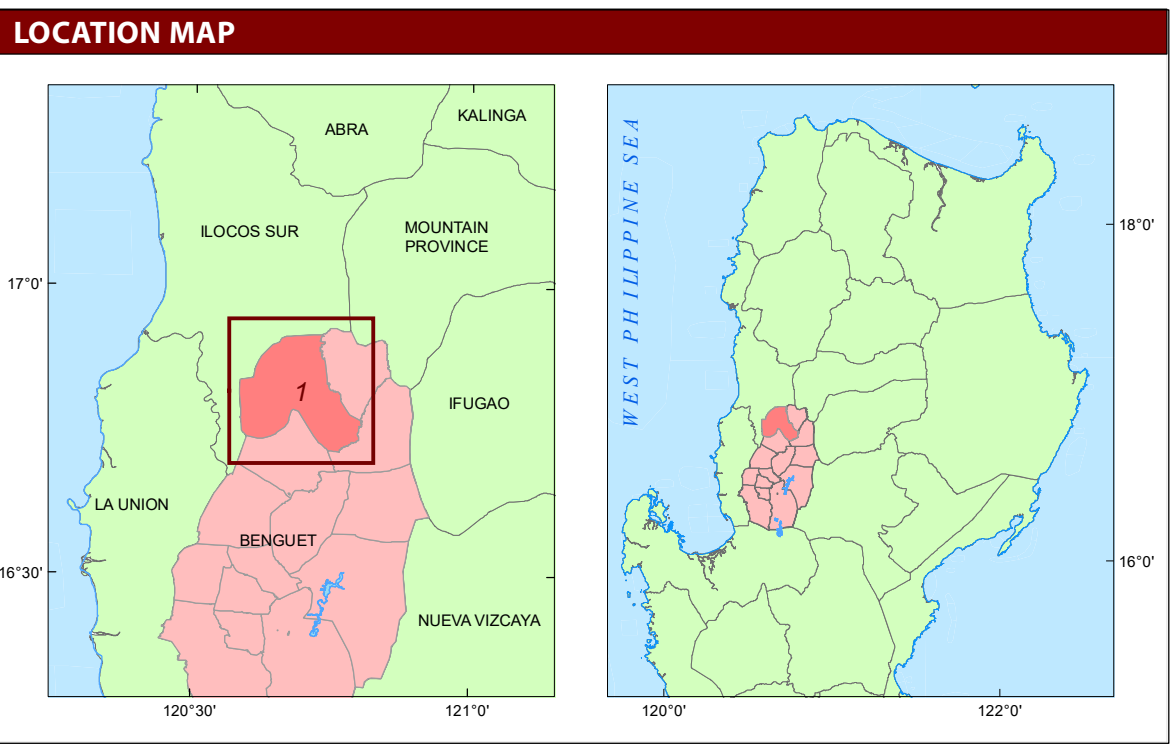 LOCATION MAP
KALINGA
ABRA
ILOCOS SUR
MOUNTAIN
PROVINCE
17°0'
1
IFUGAO
LA UNION
BENGUET
16°30'
NUEVA VIZCAYA
120°30'
121°0'
WEST PHILIPPINE SEA
18°0'
16°0'
120°0'
122°0'